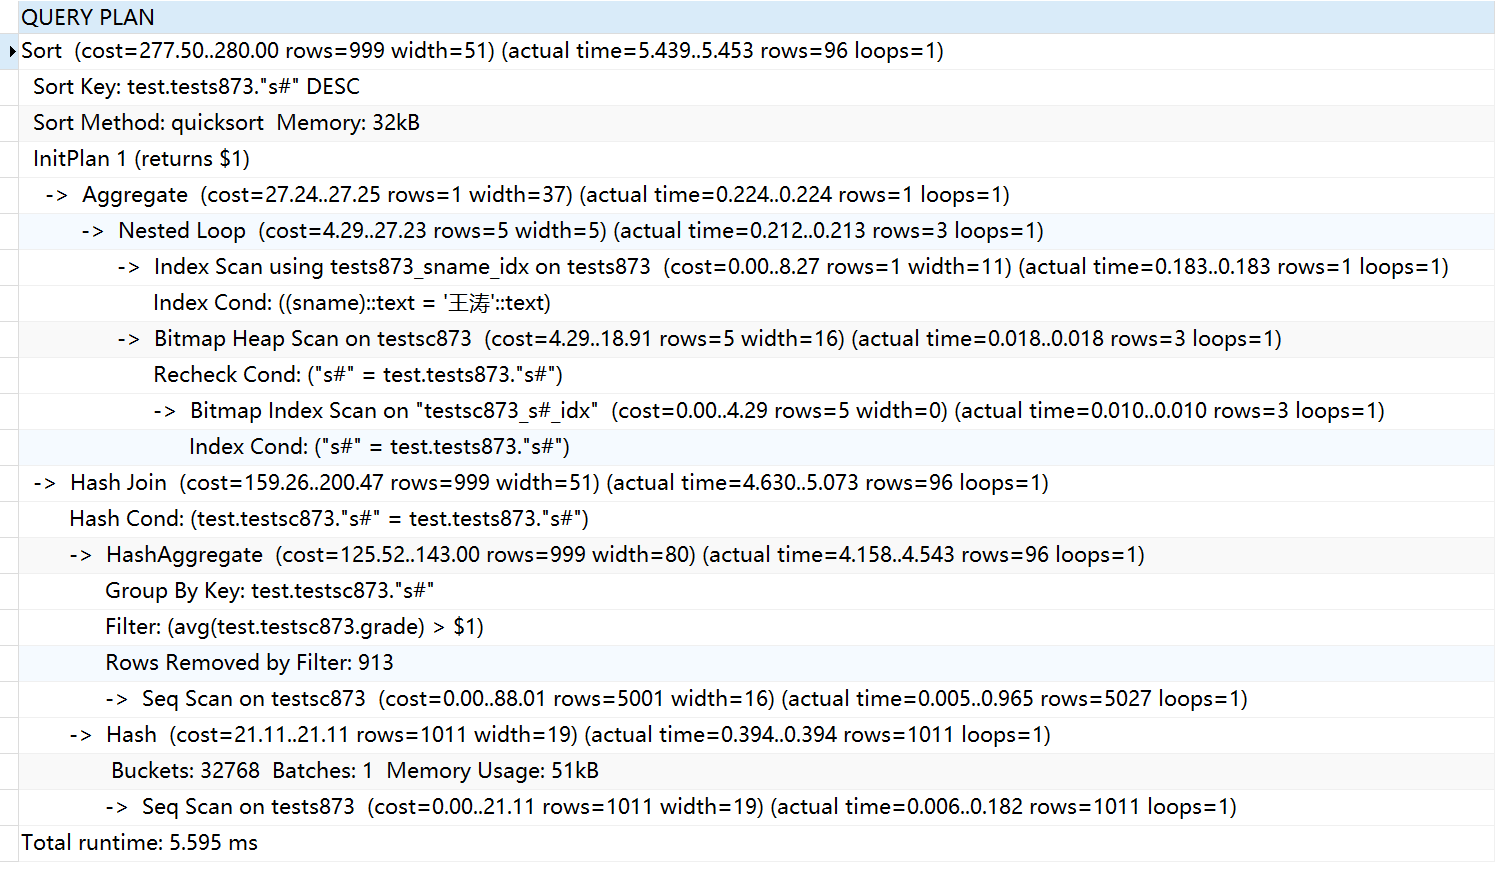 QUERY PLAN
Sort (cost=277.50..280.00 rows=999 width=51) (actual time=5.439..5.453 rows=96 loops=1)
Sort Key: test.tests873."s#" DESC
Sort Method: quicksort Memory: 32kB
InitPlan 1 (returns $1)
-> Aggregate (cost=27.24..27.25 rows=1 width=37) (actual time=0.224..0.224 rows=1 loops=1)
-> Nested Loop (cost=4.29..27.23 rows=5 width=5) (actual time=0.212..0.213 rows=3 loops=1)
-> Index Scan using tests873_sname_idx on tests873 (cost=0.00..8.27 rows=1 width=11) (actual time=0.183..0.183 rows=1 loops=1)
Index Cond: ((sname)::text = '王涛'::text)
-> Bitmap Heap Scan on testsc873 (cost=4.29..18.91 rows=5 width=16) (actual time=0.018..0.018 rows=3 loops=1)
Recheck Cond: ("s#" = test.tests873."s#")
-> Bitmap Index Scan on "testsc873_s#_idx" (cost=0.00..4.29 rows=5 width=0) (actual time=0.010..0.010 rows=3 loops=1)
Index Cond: ("s#" = test.tests873."s#")
-> Hash Join (cost=159.26..200.47 rows=999 width=51) (actual time=4.630..5.073 rows=96 loops=1)
Hash Cond: (test.testsc873."s#" = test.tests873."s#")
-> HashAggregate (cost=125.52..143.00 rows=999 width=80) (actual time=4.158..4.543 rows=96 loops=1)
Group By Key: test.testsc873."s#"
Filter: (avg(test.testsc873.grade) > $1)
Rows Removed by Filter: 913
-> Seq Scan on testsc873 (cost=0.00..88.01 rows=5001 width=16) (actual time=0.005..0.965 rows=5027 loops=1)
-> Hash (cost=21.11..21.11 rows=1011 width=19) (actual time=0.394..0.394 rows=1011 loops=1)
Buckets: 32768 Batches: 1 Memory Usage: 51kB
-> Seq Scan on tests873 (cost=0.00..21.11 rows=1011 width=19) (actual time=0.006..0.182 rows=1011 loops=1)
Total runtime: 5.595 ms